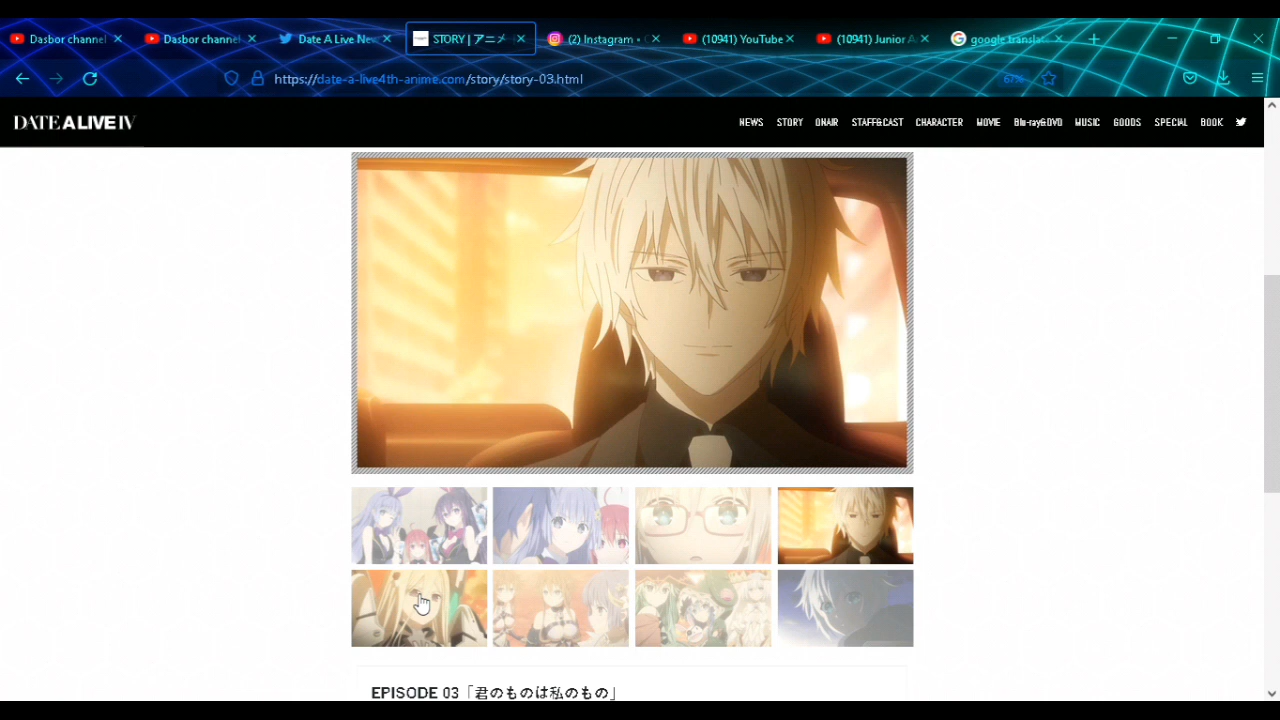 Dasbor channel
Dasbor channel
Date A Live Ne
STORY | アニメ
(2) Instagram •
(10941) YouTube
(10941) Junior A
google transla
https://date-a-live4th-anime.com/story/story-03.html
67%
DATE A LIVE IV
NEWS STORY ONAIR STAFF&CAST CHARACTER MOVIE Blu-ray&DVD MUSIC GOODS SPECIAL BOOK
EPISODE 03「君のものは私のもの」